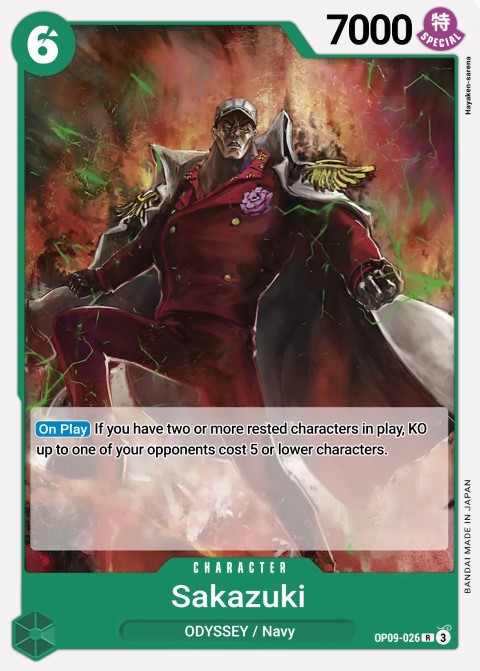 6
7000
特
SPECIAL
Hayaken-sarena
On Play If you have two or more rested characters in play, KO
up to one of your opponents cost 5 or lower characters.
BANDAI MADE IN JAPAN
CHARACTER
Sakazuki
ODYSSEY / Navy
OP09-026 R 3